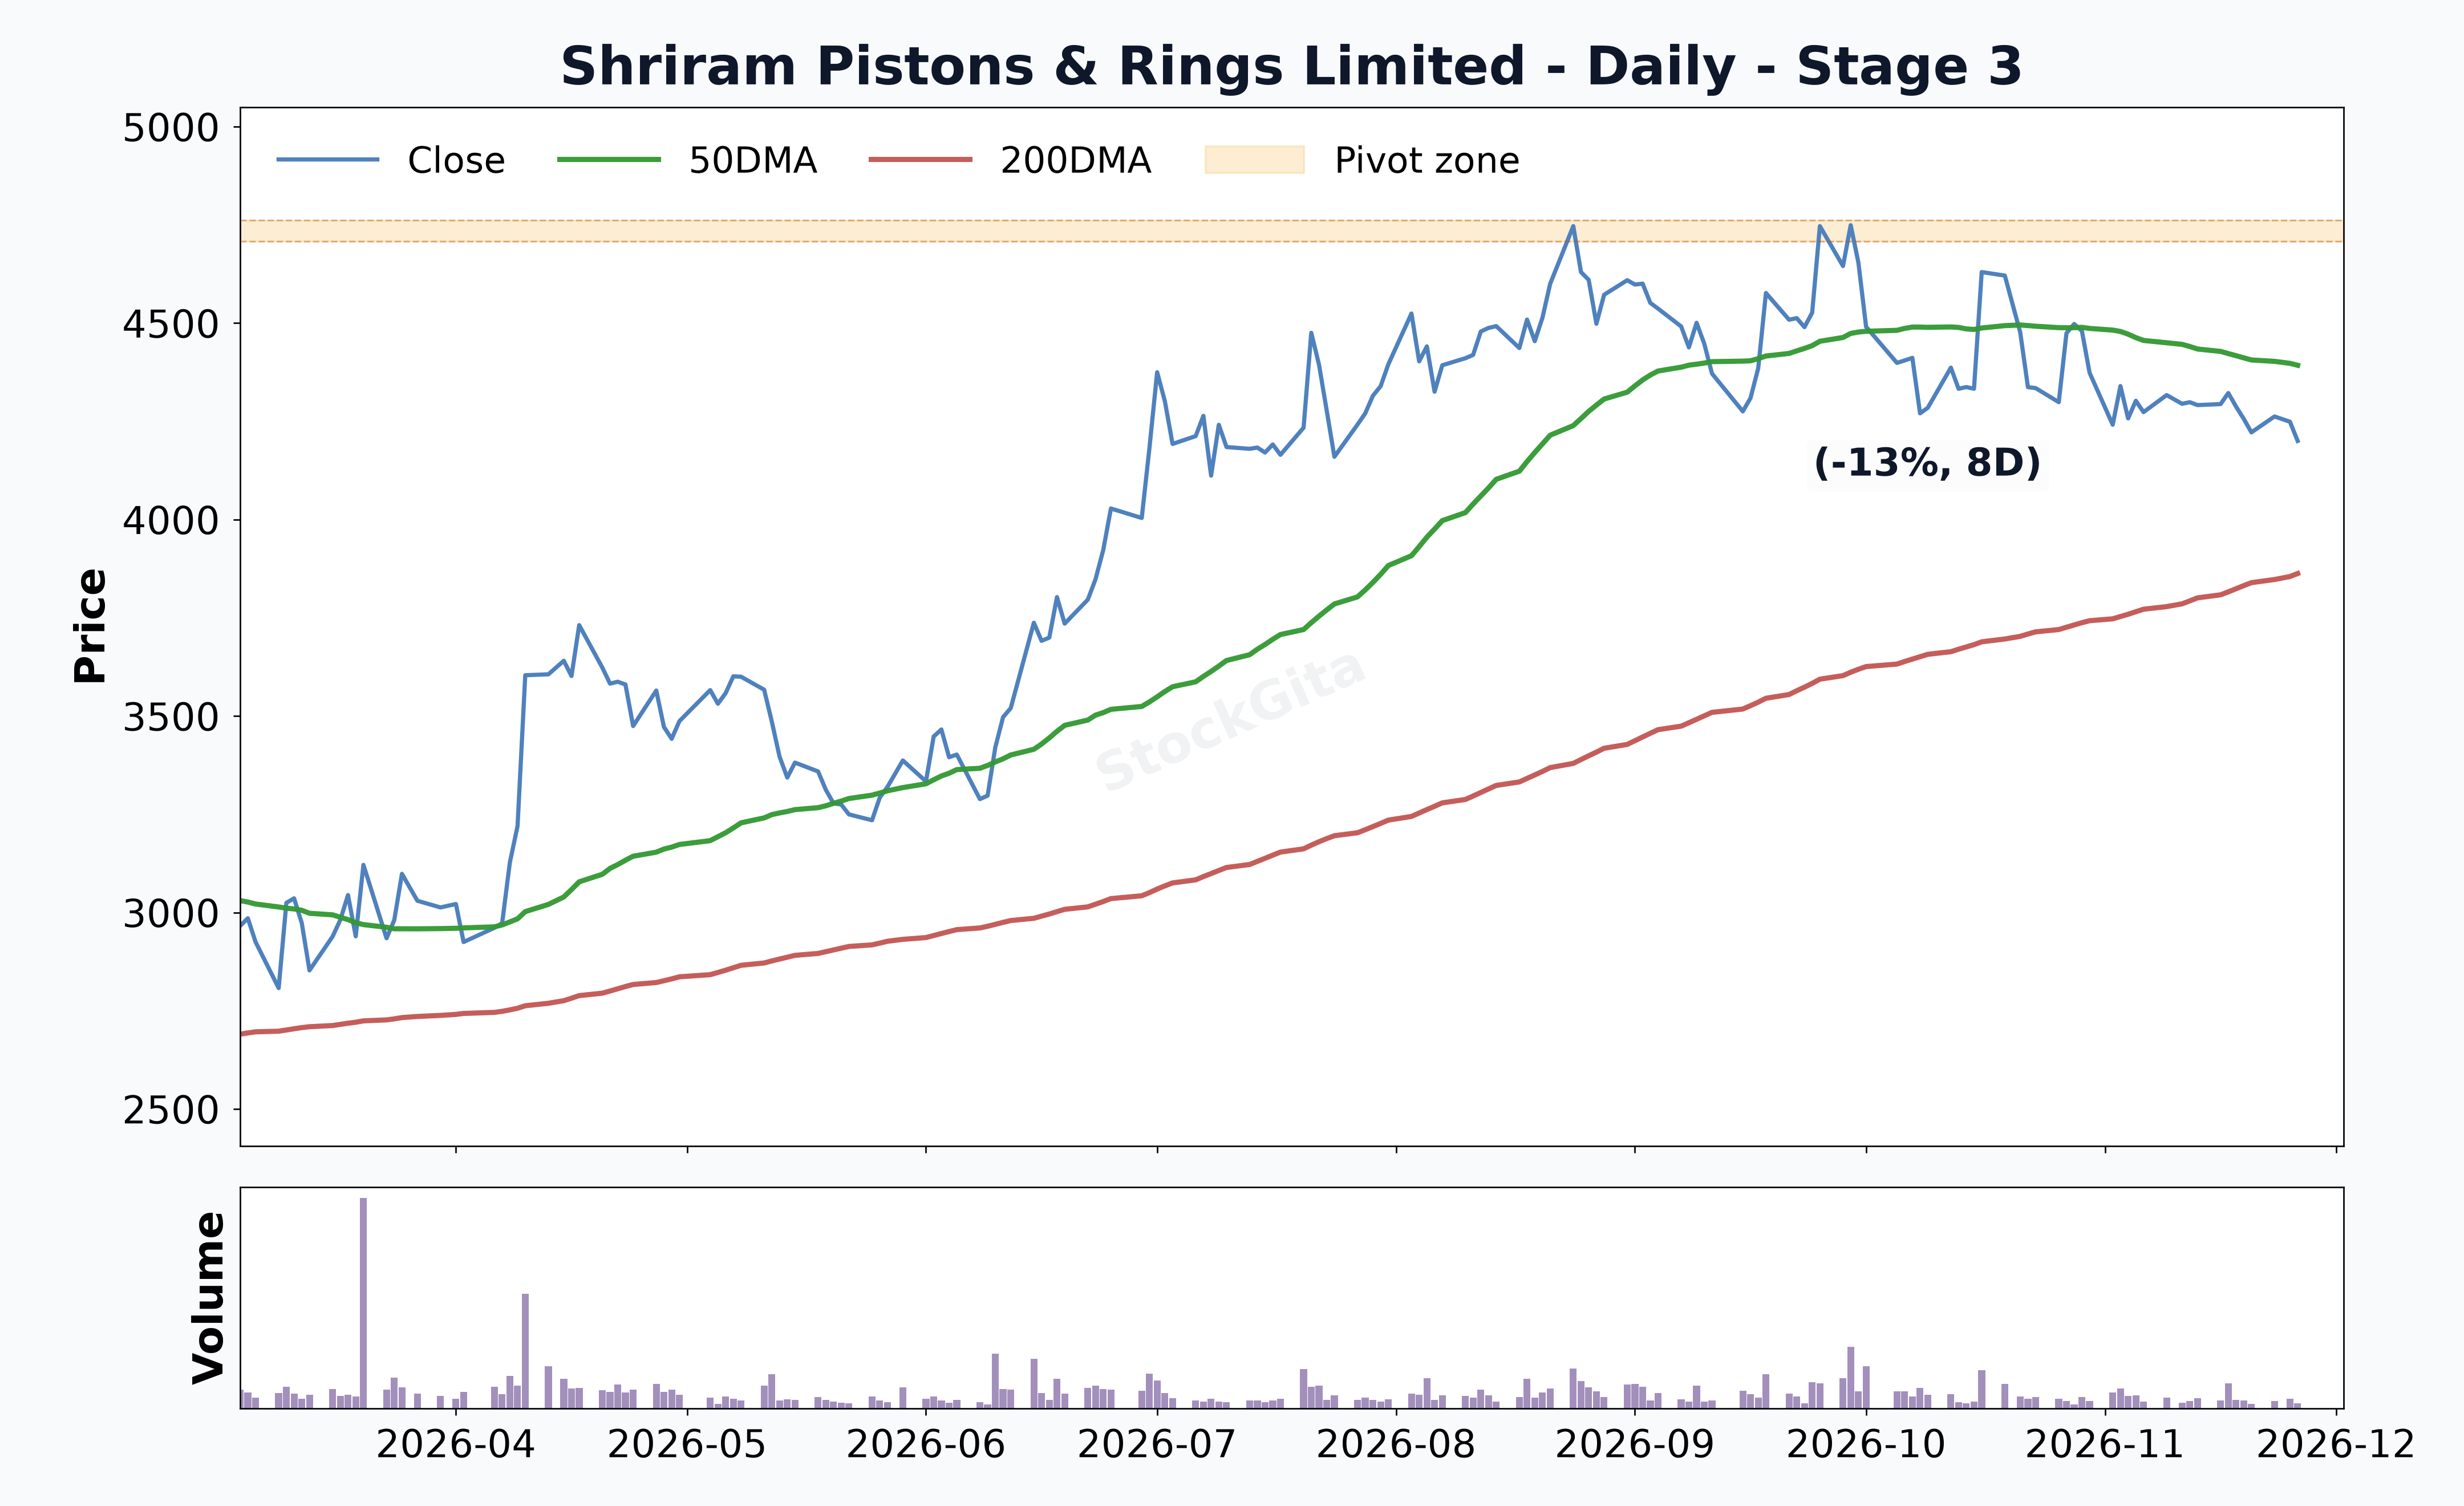 Shriram Pistons & Rings Limited - Daily - Stage 3
Close 50DMA 200DMA Pivot zone
5000
4500
4000
3500
3000
2500
Price
(-13%, 8D)
StockGita
Volume
2026-04 2026-05 2026-06 2026-07 2026-08 2026-09 2026-10 2026-11 2026-12